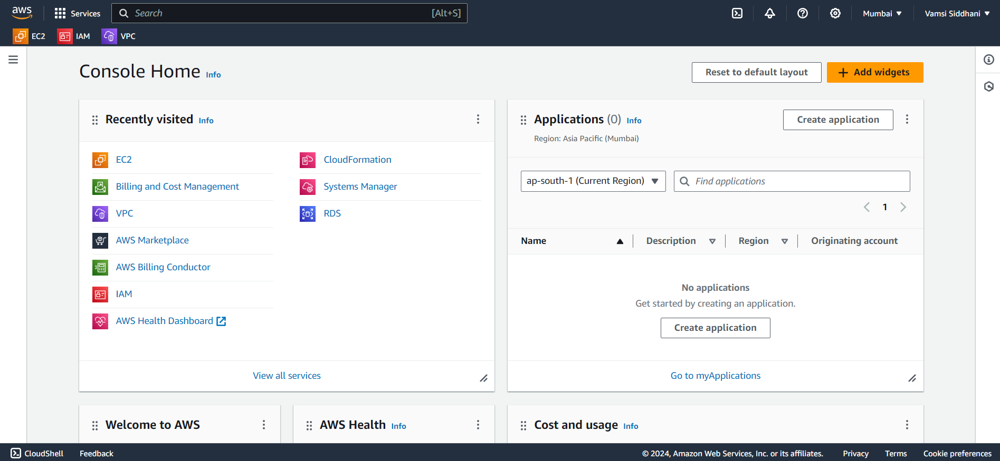 aws
Services
Search [Alt+S]
Mumbai
Vamsi Siddhani
EC2
IAM
VPC
Console Home Info
Reset to default layout
Add widgets
Recently visited Info
EC2
Billing and Cost Management
VPC
AWS Marketplace
AWS Billing Conductor
IAM
AWS Health Dashboard
CloudFormation
Systems Manager
RDS
View all services
Applications (0) Info
Create application
Region: Asia Pacific (Mumbai)
ap-south-1 (Current Region)
Find applications
1
Name Description Region Originating account
No applications
Get started by creating an application.
Create application
Go to myApplications
Welcome to AWS
AWS Health Info
Cost and usage Info
CloudShell Feedback
© 2024, Amazon Web Services, Inc. or its affiliates. Privacy Terms Cookie preferences